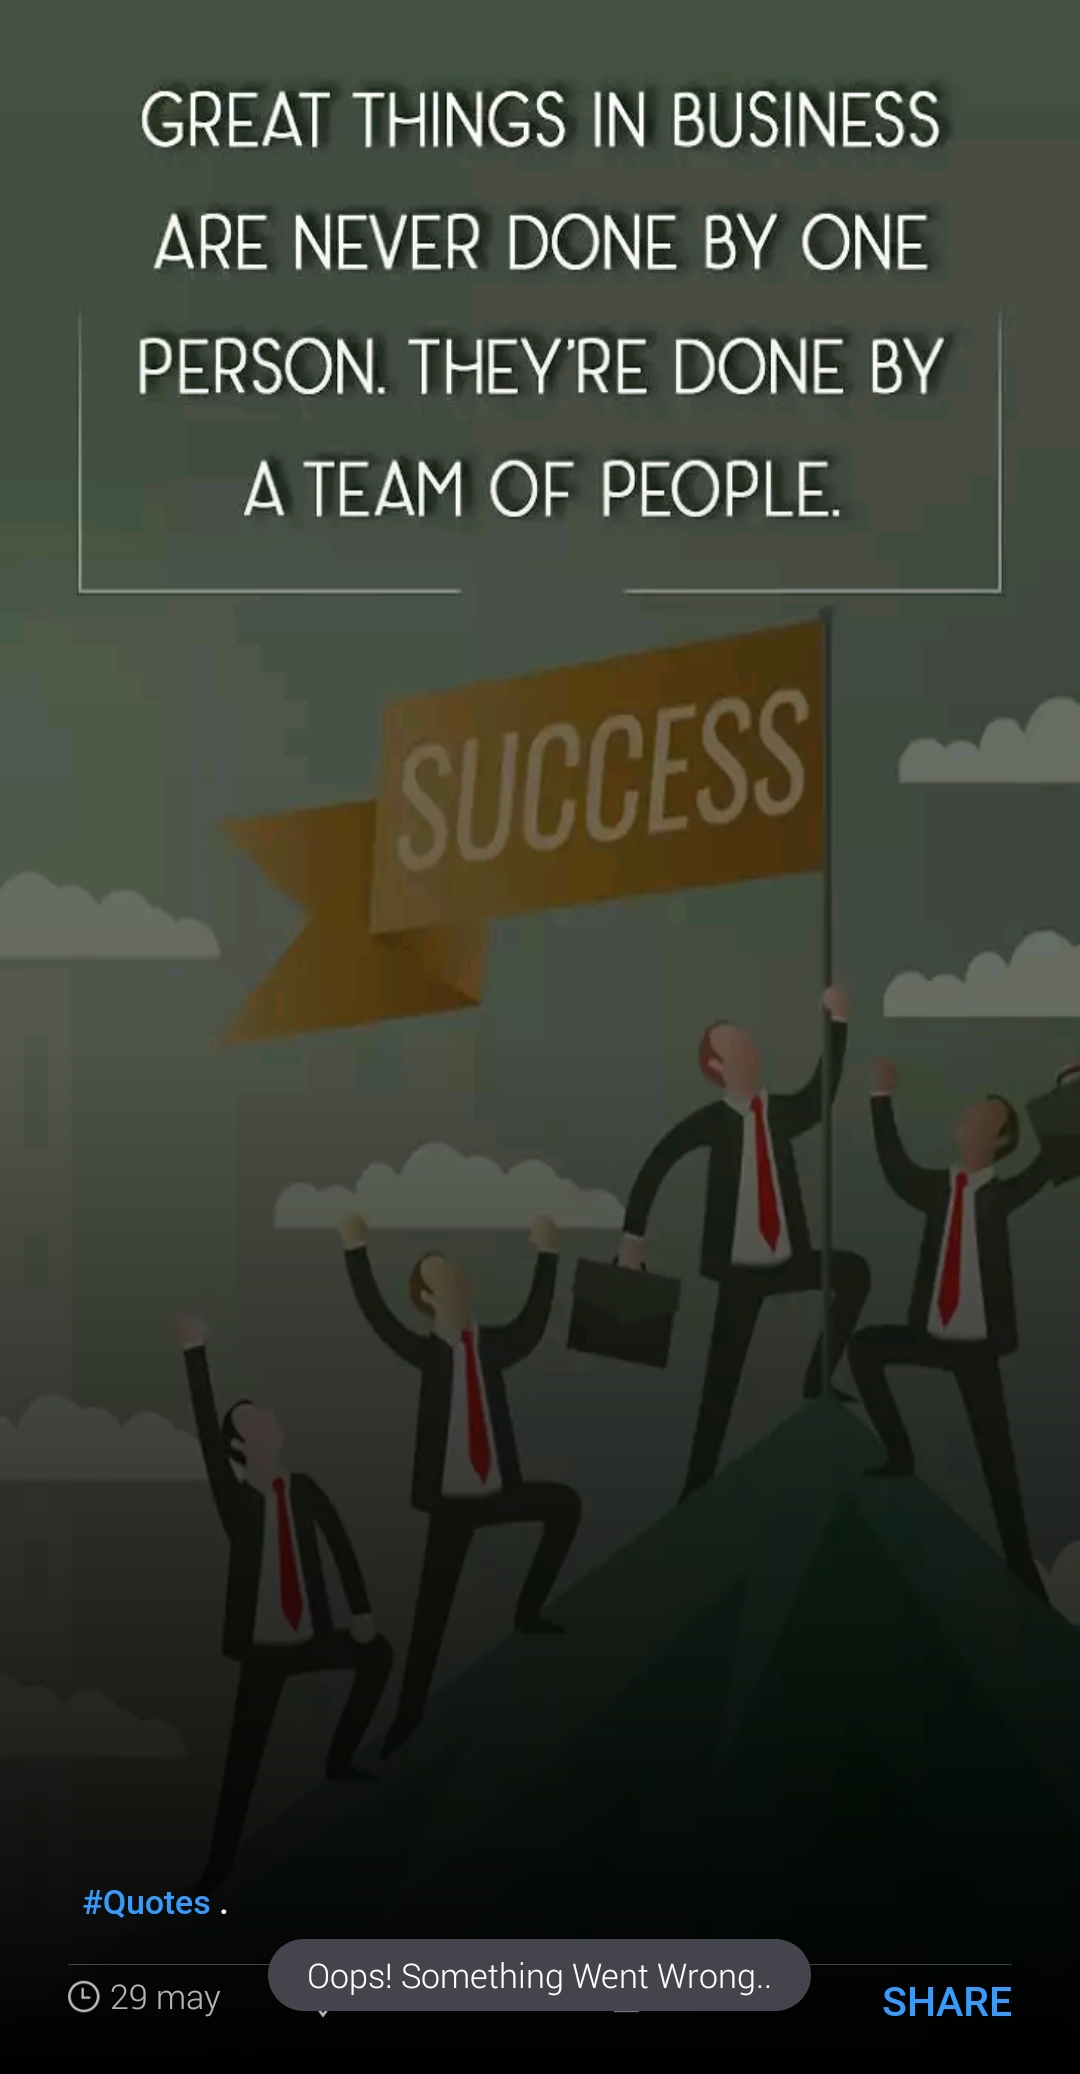 GREAT THINGS IN BUSINESS
ARE NEVER DONE BY ONE
PERSON. THEY'RE DONE BY
A TEAM OF PEOPLE.
SUCCESS
#Quotes .
Oops! Something Went Wrong..
29 may
SHARE